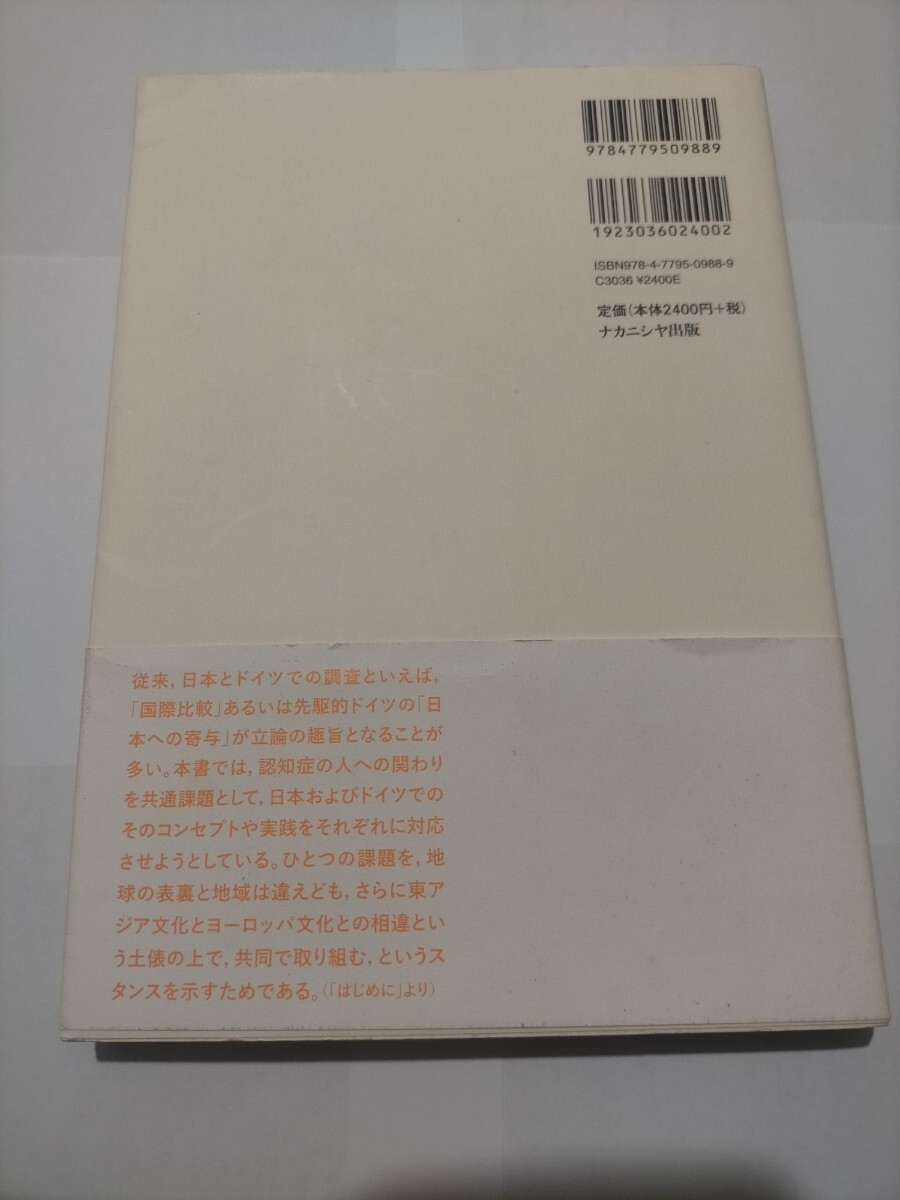 9784779509889
1923036024002
ISBN978-4-7795-0988-9
C3036 ¥2400E
定価(本体2400円+税)
ナカニシヤ出版
従来，日本とドイツでの調査といえば，
「国際比較」あるいは先駆的ドイツの「日
本への寄与」が立論の趣旨となることが
多い。本書では，認知症の人への関わり
を共通課題として，日本およびドイツでの
そのコンセプトや実践をそれぞれに対応
させようとしている。ひとつの課題を，地
球の表裏と地域は違えども，さらに東ア
ジア文化とヨーロッパ文化との相違とい
う土俵の上で，共同で取り組む，というス
タンスを示すためである。(「はじめに」より)